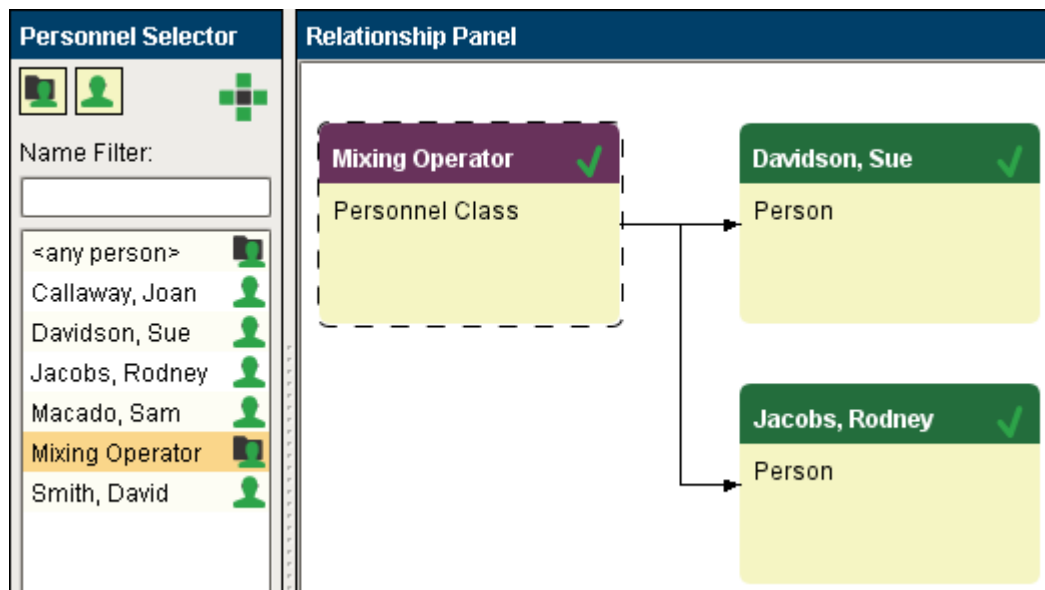 Personnel Selector
Name Filter:
<any person>
Callaway, Joan
Davidson, Sue
Jacobs, Rodney
Macado, Sam
Mixing Operator
Smith, David
Relationship Panel
Mixing Operator
Personnel Class
Davidson, Sue
Person
Jacobs, Rodney
Person